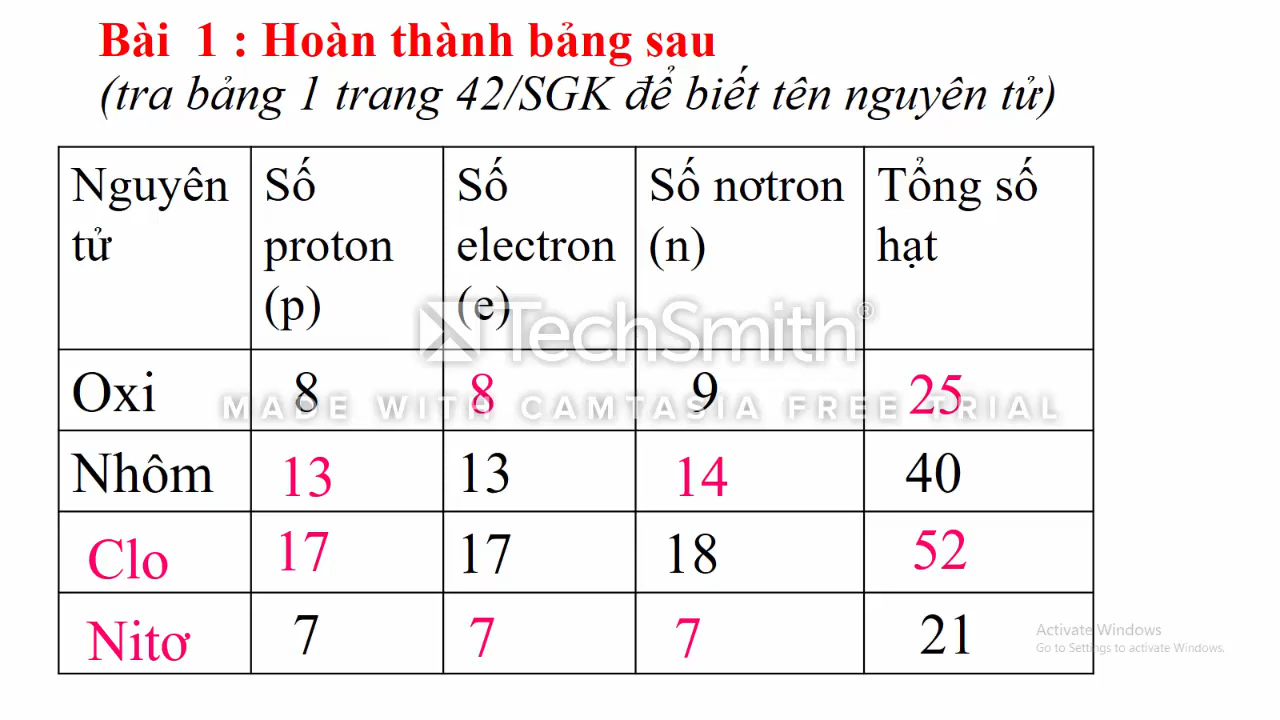 Bài 1 : Hoàn thành bảng sau
(tra bảng 1 trang 42/SGK để biết tên nguyên tử)
Nguyên tử Số proton (p) Số electron (e) Số nơtron (n) Tổng số hạt
Oxi 8 8 9 25
Nhôm 13 13 14 40
Clo 17 17 18 52
Nitơ 7 7 7 21
TechSmith®
MADE WITH CAMTASIA FREE TRIAL
Activate Windows
Go to Settings to activate Windows.